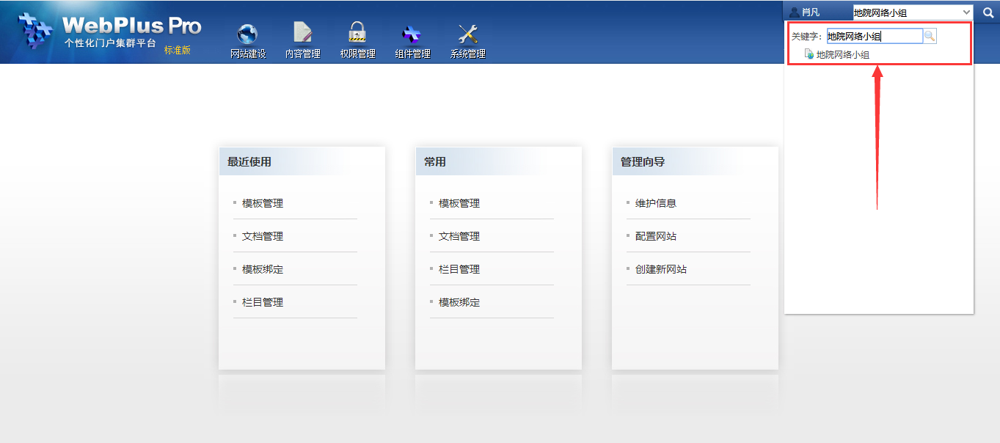 WebPlus Pro
个性化门户集群平台 标准版
网站建设 内容管理 权限管理 组件管理 系统管理
肖凡 地院网络小组
关键字: 地院网络小组
地院网络小组
最近使用
模板管理
文档管理
模板绑定
栏目管理
常用
模板管理
文档管理
栏目管理
模板绑定
管理向导
维护信息
配置网站
创建新网站